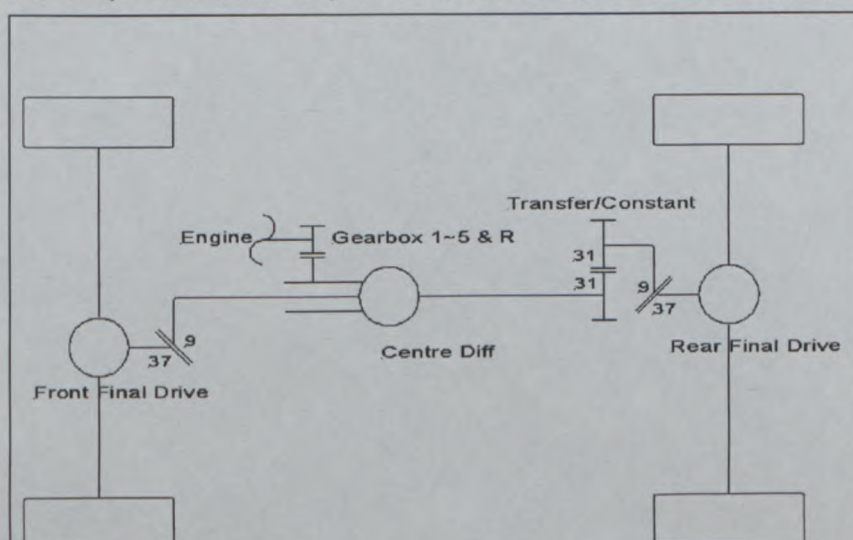 Transfer/Constant
Engine
Gearbox 1~5 & R
31
31
9
37
9
37
Centre Diff
Rear Final Drive
Front Final Drive